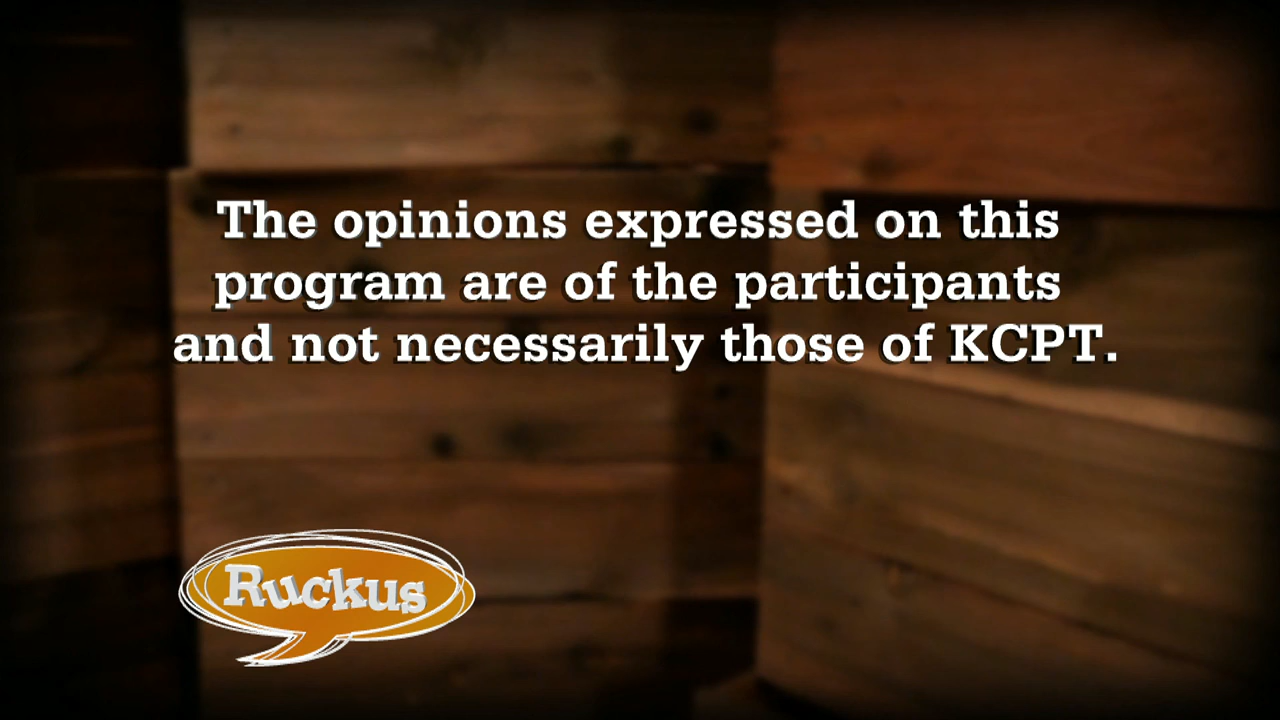 The opinions expressed on this
program are of the participants
and not necessarily those of KCPT.
Ruckus